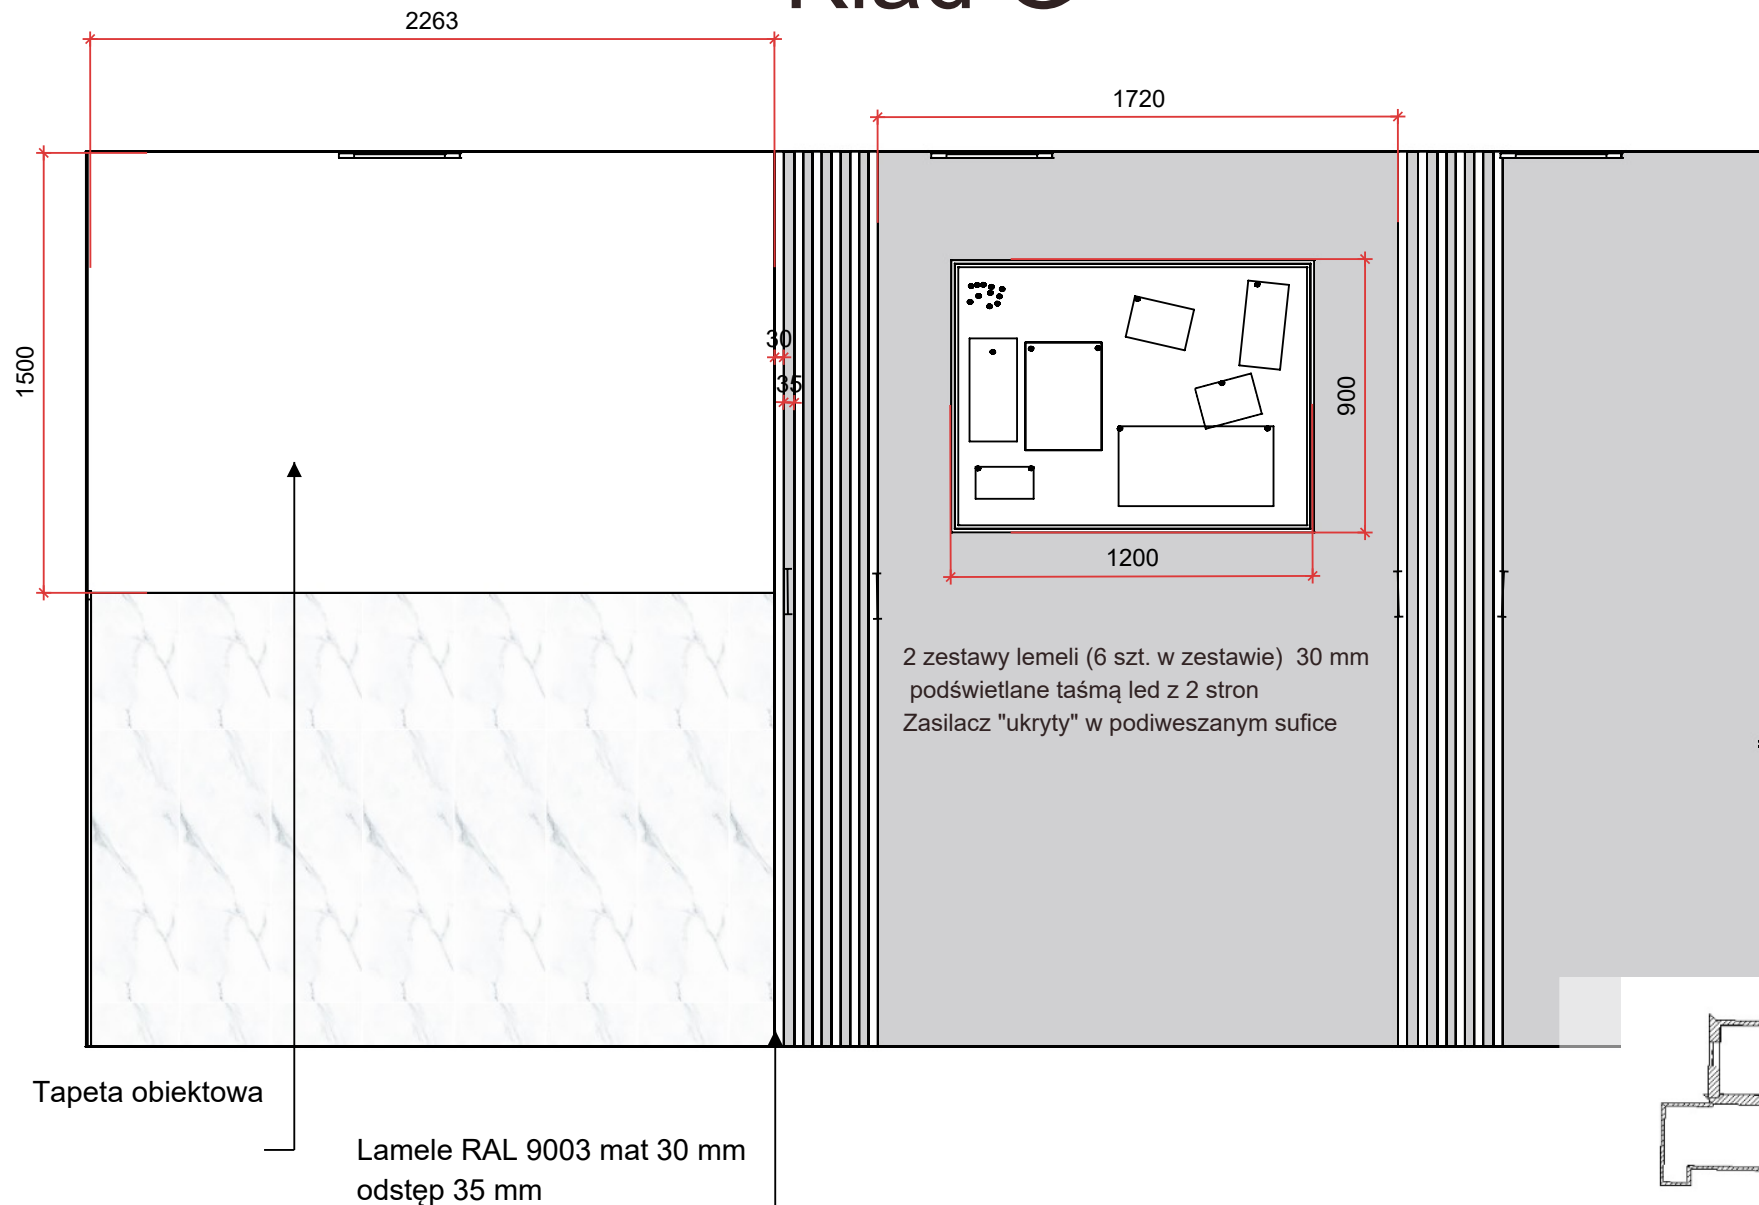 2263
1720
30
35
1500
900
1200
2 zestawy lemeli (6 szt. w zestawie) 30 mm
podświetlane taśmą led z 2 stron
Zasilacz "ukryty" w podiweszanym sufice
Tapeta obiektowa
Lamele RAL 9003 mat 30 mm
odstęp 35 mm